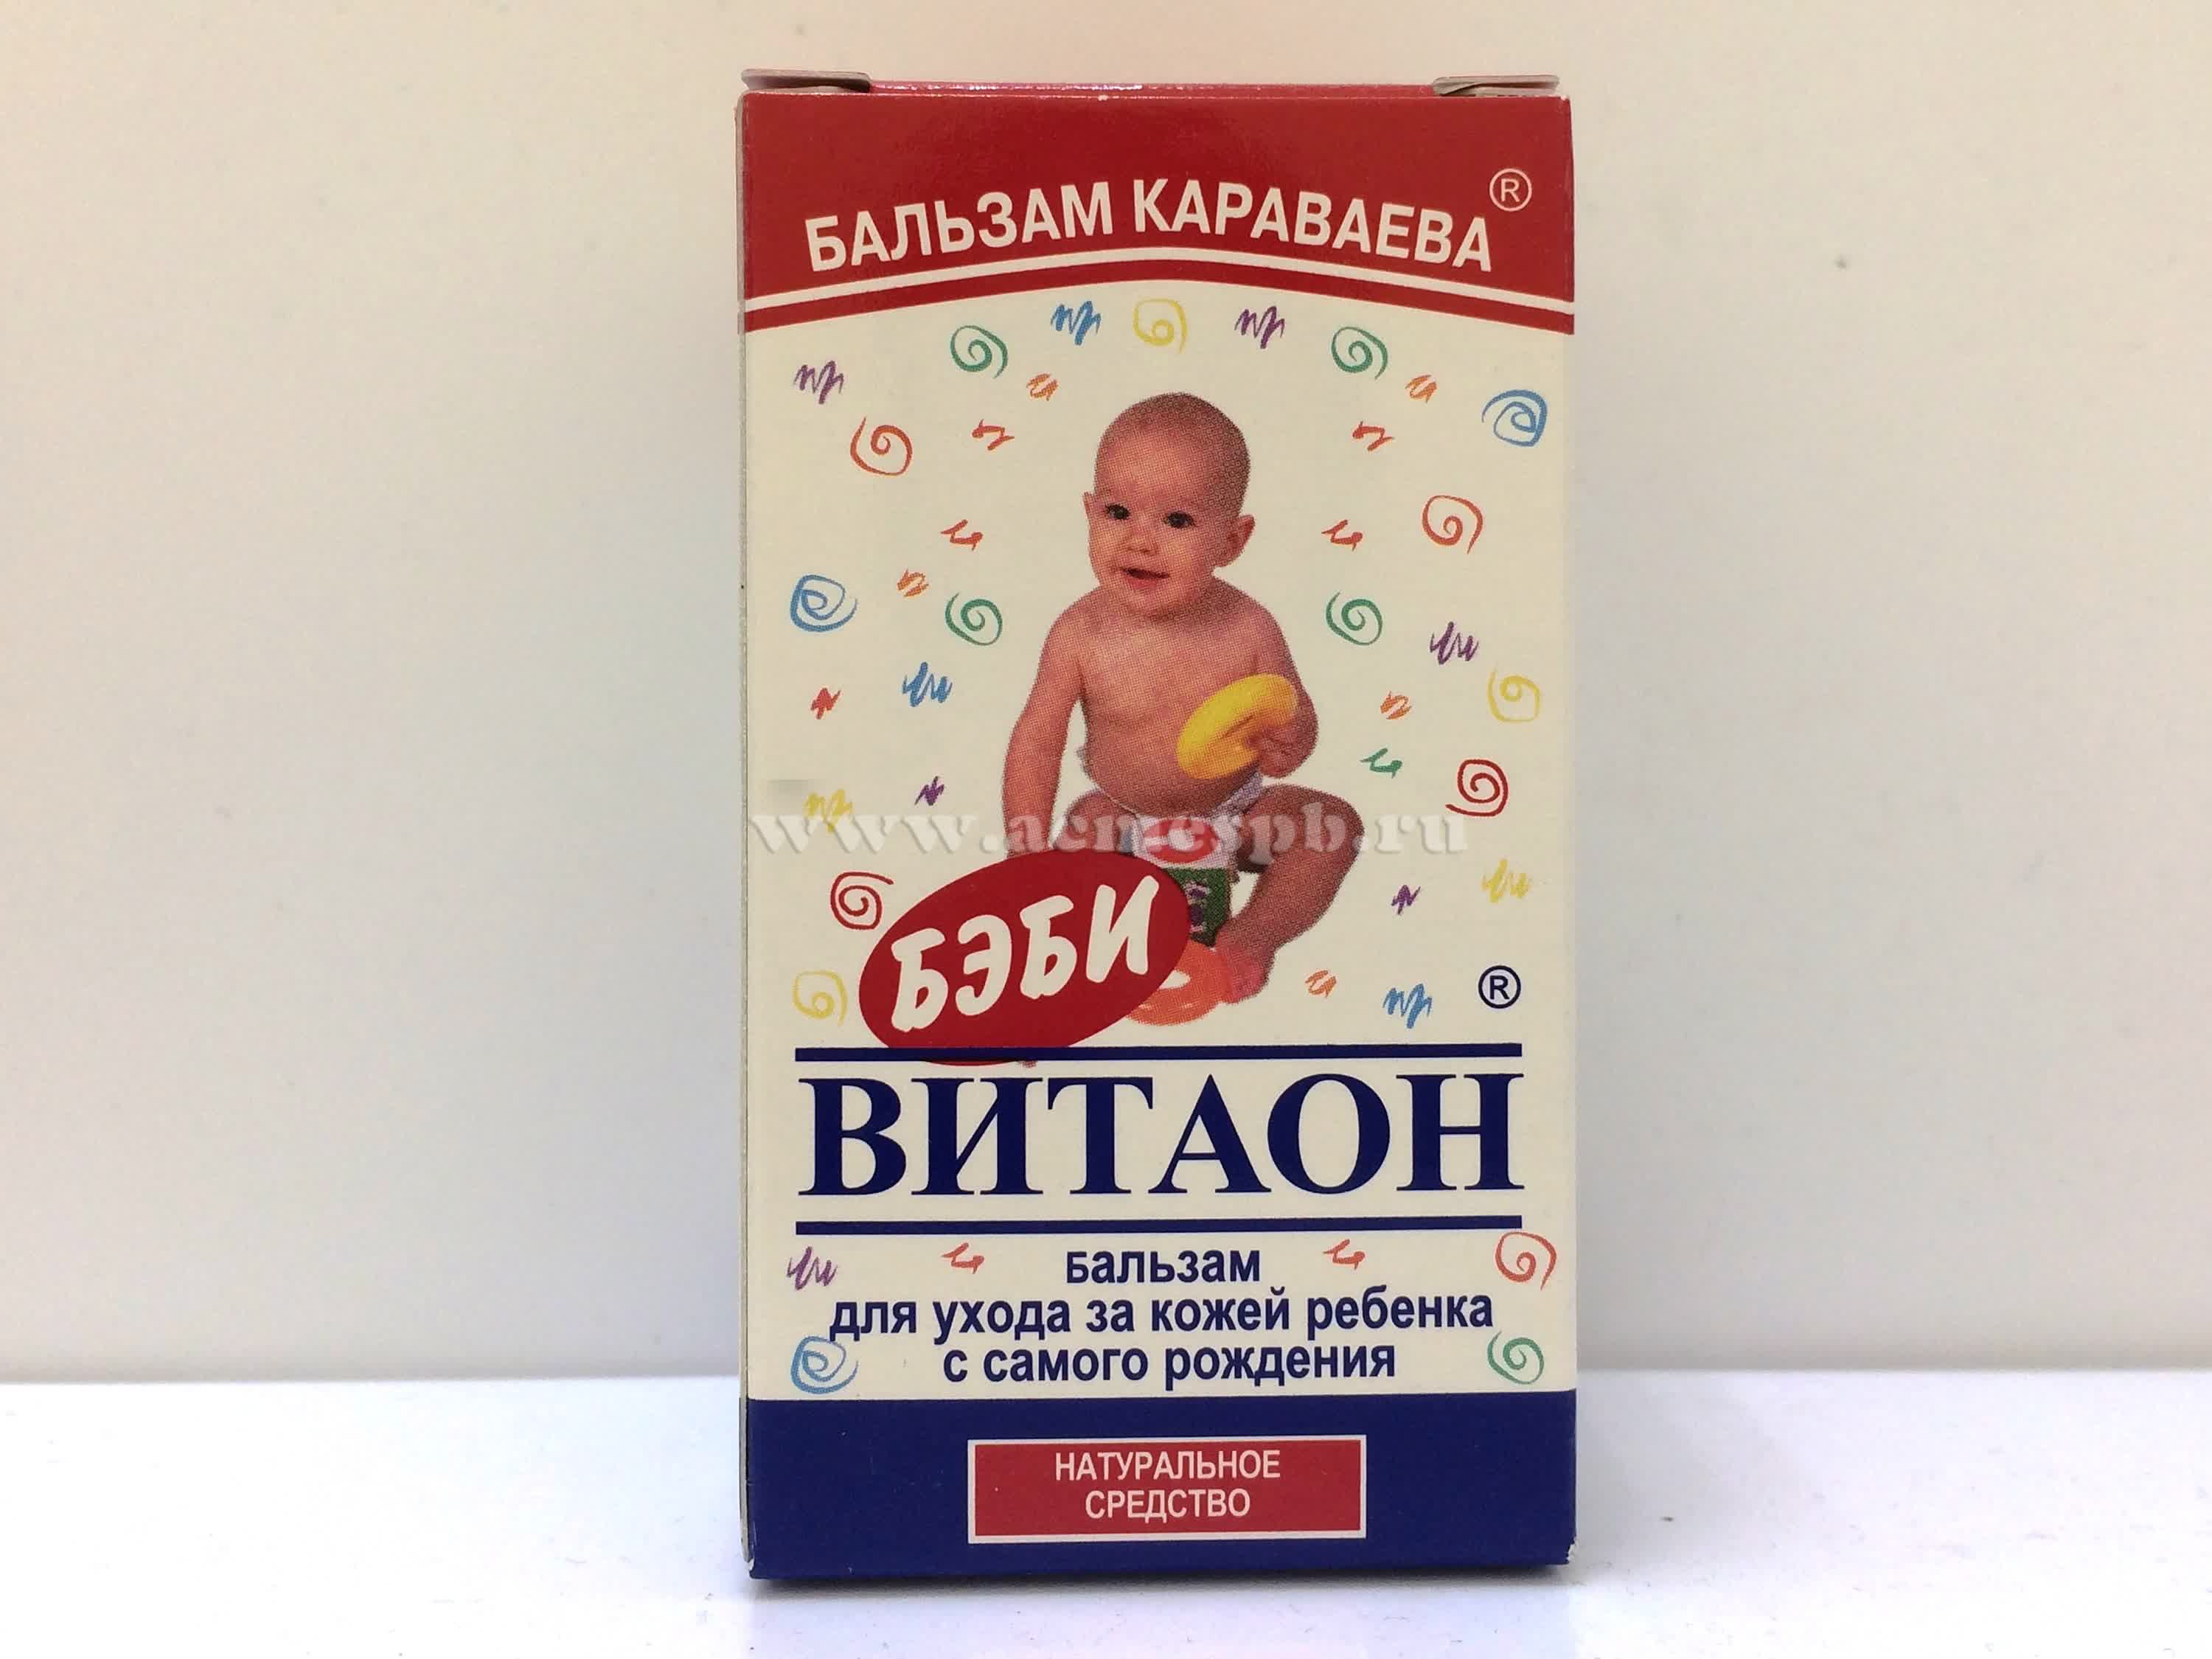 БАЛЬЗАМ КАРАВАЕВА ®
www.acmespb.ru
БЭБИ
®
ВИТАОН
бальзам
для ухода за кожей ребенка
с самого рождения
НАТУРАЛЬНОЕ
СРЕДСТВО